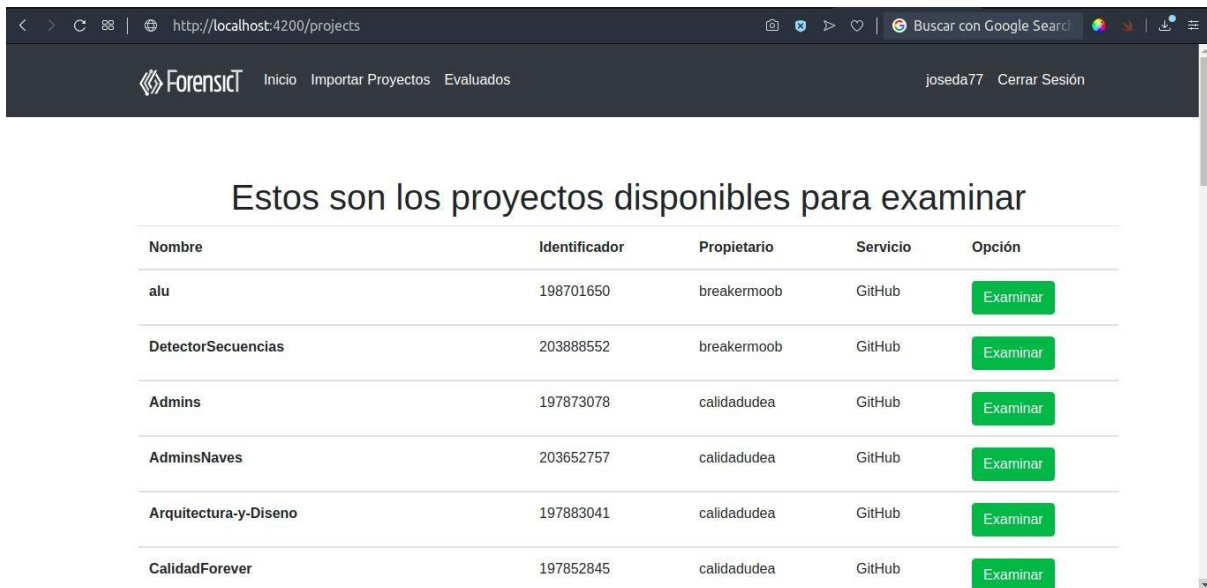 http://localhost:4200/projects
Buscar con Google Search
ForensicT Inicio Importar Proyectos Evaluados joseda77 Cerrar Sesión
Estos son los proyectos disponibles para examinar
Nombre Identificador Propietario Servicio Opción
alu 198701650 breakermoob GitHub Examinar
DetectorSecuencias 203888552 breakermoob GitHub Examinar
Admins 197873078 calidadudea GitHub Examinar
AdminsNaves 203652757 calidadudea GitHub Examinar
Arquitectura-y-Diseno 197883041 calidadudea GitHub Examinar
CalidadForever 197852845 calidadudea GitHub Examinar